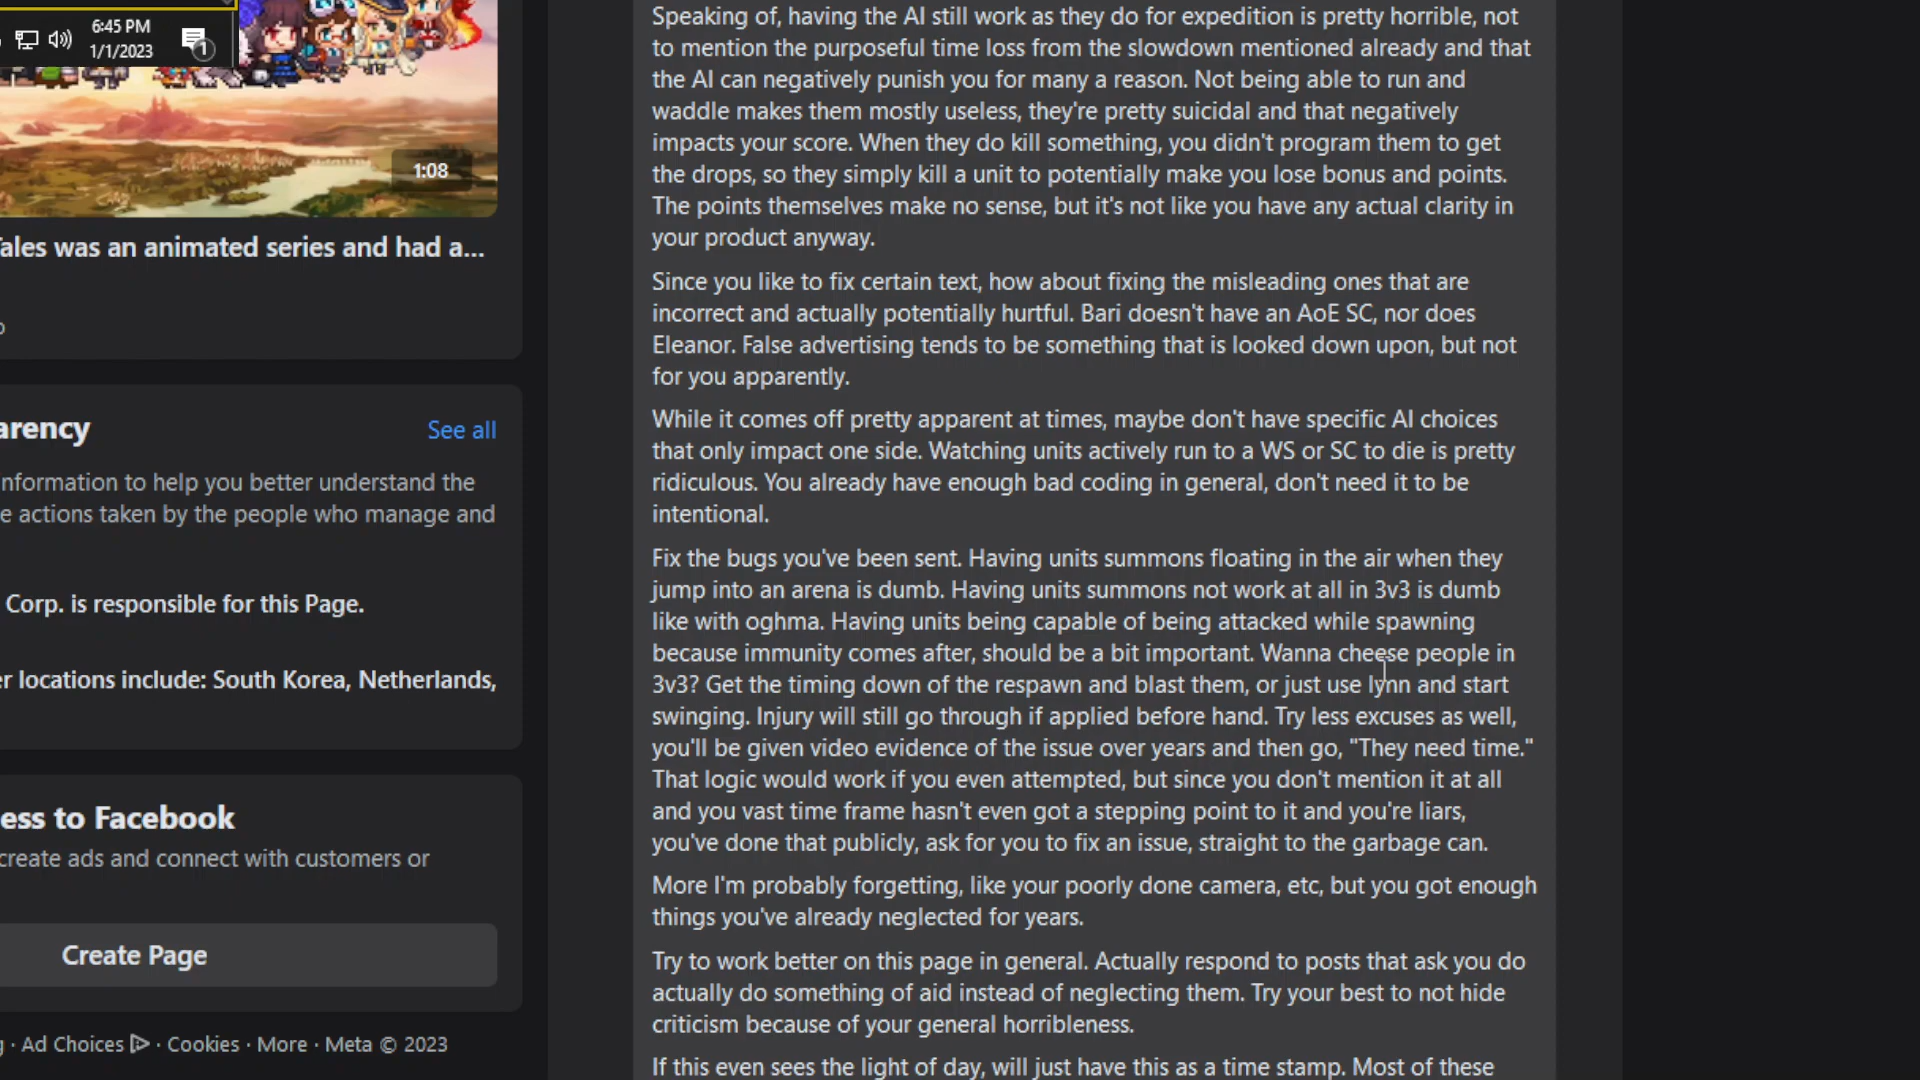 6:45 PM
1/1/2023
1
1:08
ales was an animated series and had a...
arency
See all
nformation to help you better understand the
e actions taken by the people who manage and
Corp. is responsible for this Page.
er locations include: South Korea, Netherlands,
ess to Facebook
create ads and connect with customers or
Create Page
· Ad Choices · Cookies · More · Meta © 2023
Speaking of, having the AI still work as they do for expedition is pretty horrible, not
to mention the purposeful time loss from the slowdown mentioned already and that
the AI can negatively punish you for many a reason. Not being able to run and
waddle makes them mostly useless, they're pretty suicidal and that negatively
impacts your score. When they do kill something, you didn't program them to get
the drops, so they simply kill a unit to potentially make you lose bonus and points.
The points themselves make no sense, but it's not like you have any actual clarity in
your product anyway.
Since you like to fix certain text, how about fixing the misleading ones that are
incorrect and actually potentially hurtful. Bari doesn't have an AoE SC, nor does
Eleanor. False advertising tends to be something that is looked down upon, but not
for you apparently.
While it comes off pretty apparent at times, maybe don't have specific AI choices
that only impact one side. Watching units actively run to a WS or SC to die is pretty
ridiculous. You already have enough bad coding in general, don't need it to be
intentional.
Fix the bugs you've been sent. Having units summons floating in the air when they
jump into an arena is dumb. Having units summons not work at all in 3v3 is dumb
like with oghma. Having units being capable of being attacked while spawning
because immunity comes after, should be a bit important. Wanna cheese people in
3v3? Get the timing down of the respawn and blast them, or just use lynn and start
swinging. Injury will still go through if applied before hand. Try less excuses as well,
you'll be given video evidence of the issue over years and then go, "They need time."
That logic would work if you even attempted, but since you don't mention it at all
and you vast time frame hasn't even got a stepping point to it and you're liars,
you've done that publicly, ask for you to fix an issue, straight to the garbage can.
More I'm probably forgetting, like your poorly done camera, etc, but you got enough
things you've already neglected for years.
Try to work better on this page in general. Actually respond to posts that ask you do
actually do something of aid instead of neglecting them. Try your best to not hide
criticism because of your general horribleness.
If this even sees the light of day, will just have this as a time stamp. Most of these